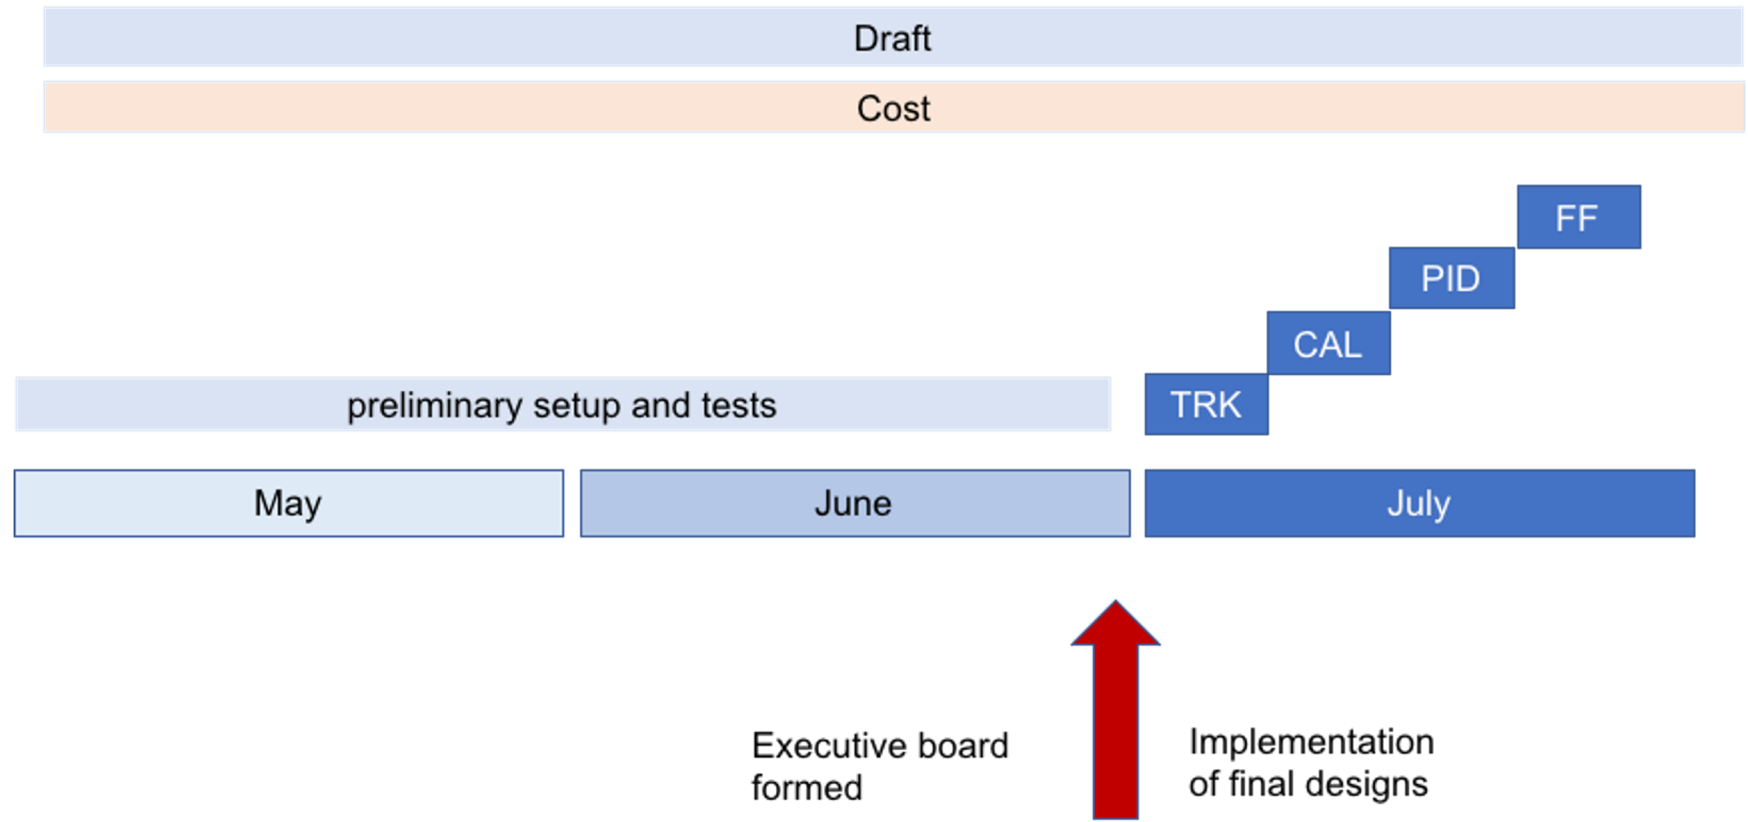 Draft
Cost
FF
PID
CAL
preliminary setup and tests
TRK
May
June
July
Executive board
formed
Implementation
of final designs